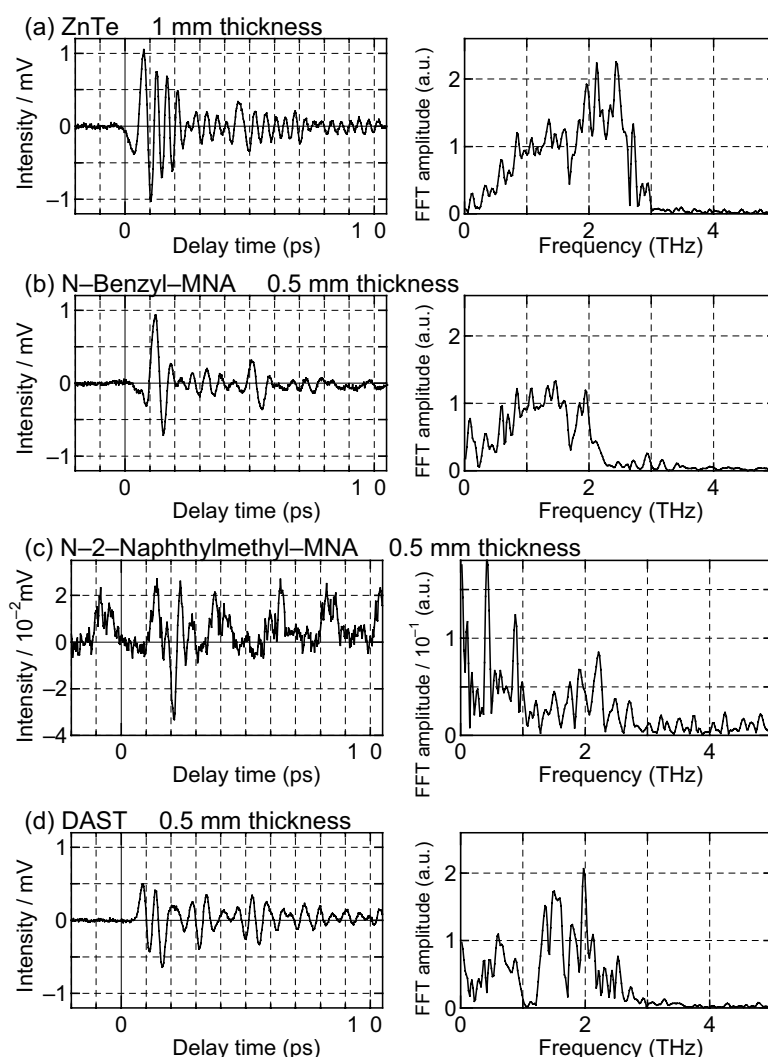 (a) ZnTe 1 mm thickness
Intensity / mV
1
0
–1
0
1 0
Delay time (ps)
FFT amplitude (a.u.)
2
1
0
0
2
4
Frequency (THz)
(b) N–Benzyl–MNA 0.5 mm thickness
Intensity / mV
1
0
–1
0
1 0
Delay time (ps)
FFT amplitude (a.u.)
2
1
0
0
2
4
Frequency (THz)
(c) N–2–Naphthylmethyl–MNA 0.5 mm thickness
Intensity / 10⁻²mV
2
0
–2
–4
0
1 0
Delay time (ps)
FFT amplitude / 10⁻¹ (a.u.)
1
0
0
2
4
Frequency (THz)
(d) DAST 0.5 mm thickness
Intensity / mV
1
0
–1
0
1 0
Delay time (ps)
FFT amplitude (a.u.)
2
1
0
0
2
4
Frequency (THz)